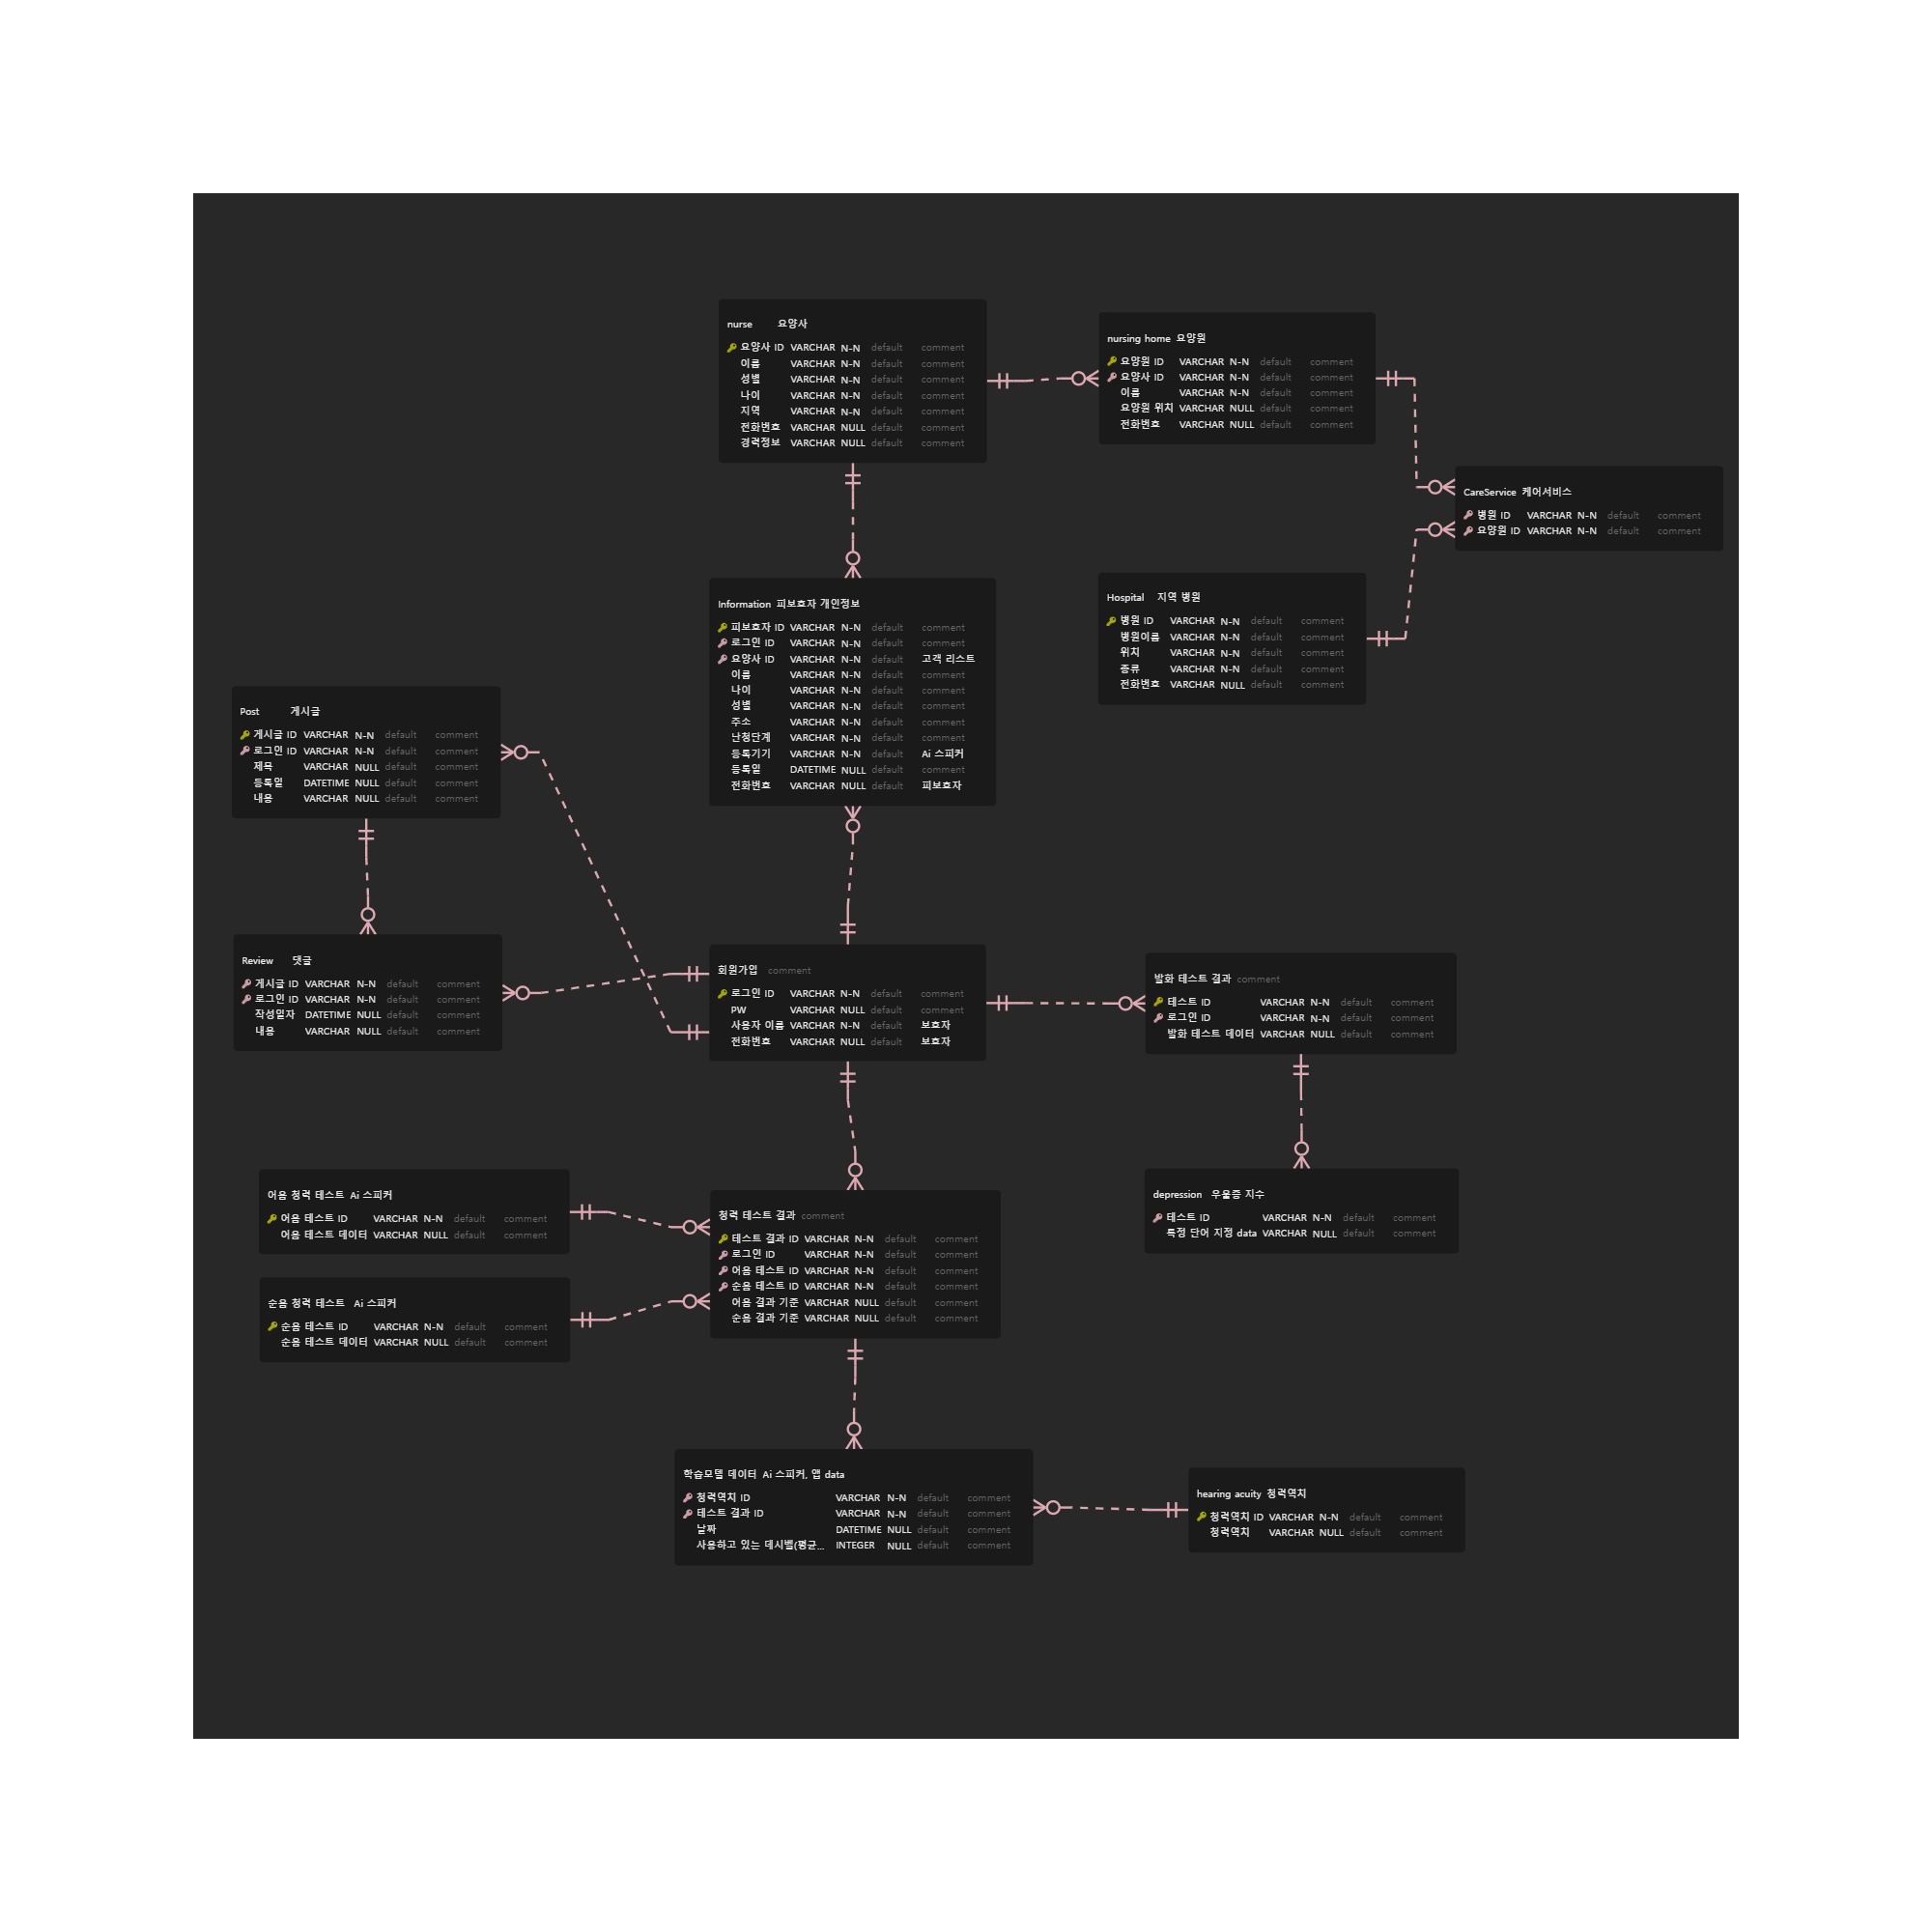 nurse 요양사
요양사 ID VARCHAR N-N default comment
이름 VARCHAR N-N default comment
성별 VARCHAR N-N default comment
나이 VARCHAR N-N default comment
지역 VARCHAR N-N default comment
전화번호 VARCHAR NULL default comment
경력정보 VARCHAR NULL default comment
nursing home 요양원
요양원 ID VARCHAR N-N default comment
요양사 ID VARCHAR N-N default comment
이름 VARCHAR N-N default comment
요양원 위치 VARCHAR NULL default comment
전화번호 VARCHAR NULL default comment
CareService 케어서비스
병원 ID VARCHAR N-N default comment
요양원 ID VARCHAR N-N default comment
Hospital 지역 병원
병원 ID VARCHAR N-N default comment
병원이름 VARCHAR N-N default comment
위치 VARCHAR N-N default comment
종류 VARCHAR N-N default comment
전화번호 VARCHAR NULL default comment
Information 피보호자 개인정보
피보호자 ID VARCHAR N-N default comment
로그인 ID VARCHAR N-N default comment
요양사 ID VARCHAR N-N default 고객 리스트
이름 VARCHAR N-N default comment
나이 VARCHAR N-N default comment
성별 VARCHAR N-N default comment
주소 VARCHAR N-N default comment
난청단계 VARCHAR N-N default comment
등록기기 VARCHAR N-N default Ai 스피커
등록일 DATETIME NULL default comment
전화번호 VARCHAR NULL default 피보호자
Post 게시글
게시글 ID VARCHAR N-N default comment
로그인 ID VARCHAR N-N default comment
제목 VARCHAR NULL default comment
등록일 DATETIME NULL default comment
내용 VARCHAR NULL default comment
Review 댓글
게시글 ID VARCHAR N-N default comment
로그인 ID VARCHAR N-N default comment
작성일자 DATETIME NULL default comment
내용 VARCHAR NULL default comment
회원가입 comment
로그인 ID VARCHAR N-N default comment
PW VARCHAR NULL default comment
사용자 이름 VARCHAR N-N default 보호자
전화번호 VARCHAR NULL default 보호자
발화 테스트 결과 comment
테스트 ID VARCHAR N-N default comment
로그인 ID VARCHAR N-N default comment
발화 테스트 데이터 VARCHAR NULL default comment
depression 우울증 지수
테스트 ID VARCHAR N-N default comment
특정 단어 지정 data VARCHAR NULL default comment
어음 청력 테스트 Ai 스피커
어음 테스트 ID VARCHAR N-N default comment
어음 테스트 데이터 VARCHAR NULL default comment
순음 청력 테스트 Ai 스피커
순음 테스트 ID VARCHAR N-N default comment
순음 테스트 데이터 VARCHAR NULL default comment
청력 테스트 결과 comment
테스트 결과 ID VARCHAR N-N default comment
로그인 ID VARCHAR N-N default comment
어음 테스트 ID VARCHAR N-N default comment
순음 테스트 ID VARCHAR N-N default comment
어음 결과 기준 VARCHAR NULL default comment
순음 결과 기준 VARCHAR NULL default comment
학습모델 데이터 Ai 스피커, 앱 data
청력역치 ID VARCHAR N-N default comment
테스트 결과 ID VARCHAR N-N default comment
날짜 DATETIME NULL default comment
사용하고 있는 데시벨(평균... INTEGER NULL default comment
hearing acuity 청력역치
청력역치 ID VARCHAR N-N default comment
청력역치 VARCHAR NULL default comment